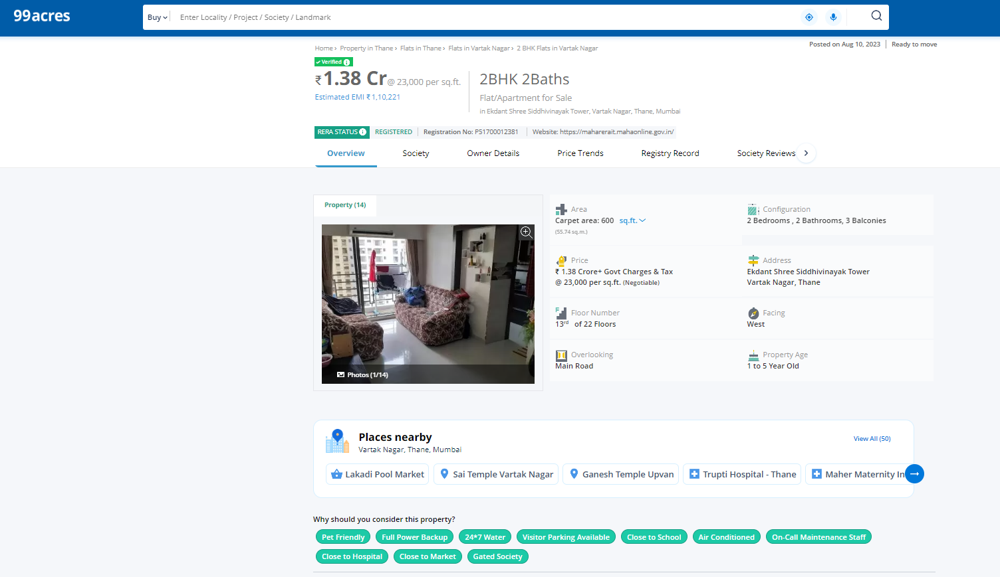 99acres
Buy
Enter Locality / Project / Society / Landmark
Home › Property in Thane › Flats in Thane › Flats in Vartak Nagar › 2 BHK Flats in Vartak Nagar
Posted on Aug 10, 2023 | Ready to move
Verified
₹1.38 Cr @ 23,000 per sq.ft.
Estimated EMI ₹ 1,10,221
2BHK 2Baths
Flat/Apartment for Sale
in Ekdant Shree Siddhivinayak Tower, Vartak Nagar, Thane, Mumbai
RERA STATUS REGISTERED | Registration No: P51700012381 | Website: https://maharerait.mahaonline.gov.in/
Overview Society Owner Details Price Trends Registry Record Society Reviews
Property (14)
Photos (1/14)
Area
Carpet area: 600 sq.ft.
(55.74 sq.m.)
Configuration
2 Bedrooms , 2 Bathrooms, 3 Balconies
Price
₹ 1.38 Crore+ Govt Charges & Tax
@ 23,000 per sq.ft. (Negotiable)
Address
Ekdant Shree Siddhivinayak Tower
Vartak Nagar, Thane
Floor Number
13rd of 22 Floors
Facing
West
Overlooking
Main Road
Property Age
1 to 5 Year Old
Places nearby
Vartak Nagar, Thane, Mumbai
View All (50)
Lakadi Pool Market
Sai Temple Vartak Nagar
Ganesh Temple Upvan
Trupti Hospital - Thane
Maher Maternity In
Why should you consider this property?
Pet Friendly Full Power Backup 24*7 Water Visitor Parking Available Close to School Air Conditioned On-Call Maintenance Staff
Close to Hospital Close to Market Gated Society